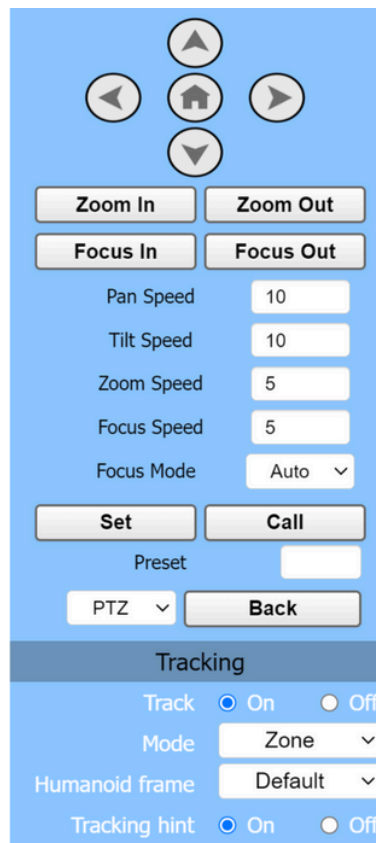 Zoom In Zoom Out
Focus In Focus Out
Pan Speed 10
Tilt Speed 10
Zoom Speed 5
Focus Speed 5
Focus Mode Auto
Set Call
Preset
PTZ Back
Tracking
Track On Off
Mode Zone
Humanoid frame Default
Tracking hint On Off